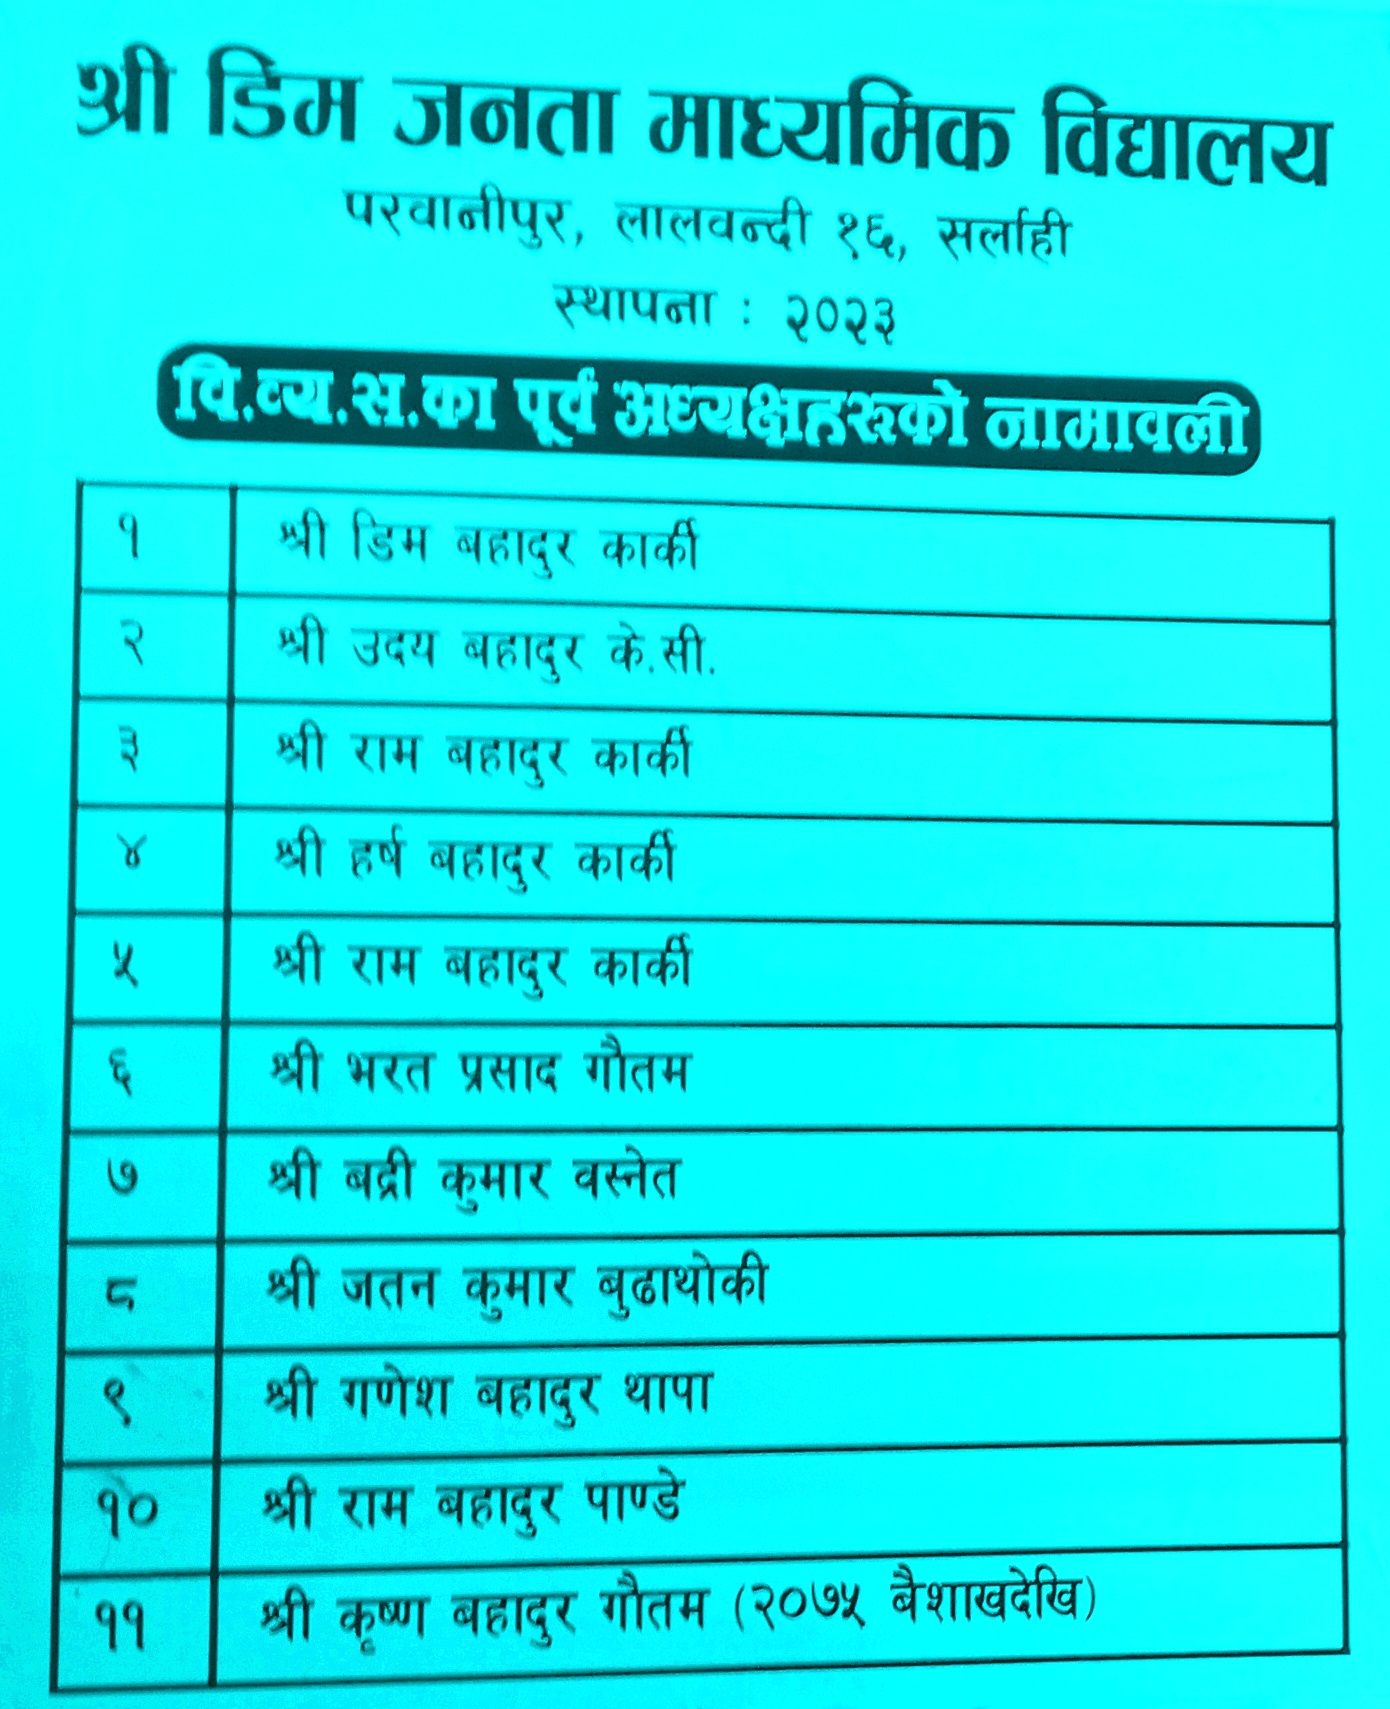 श्री डिम जनता माध्यमिक विद्यालय
परवानीपुर, लालवन्दी १६, सर्लाही
स्थापना : २०२३
वि.व्य.स.का पूर्व अध्यक्षहरुको नामावली
१ श्री डिम बहादुर कार्की
२ श्री उदय बहादुर के.सी.
३ श्री राम बहादुर कार्की
४ श्री हर्ष बहादुर कार्की
५ श्री राम बहादुर कार्की
६ श्री भरत प्रसाद गौतम
७ श्री बद्री कुमार वस्नेत
८ श्री जतन कुमार बुढाथोकी
९ श्री गणेश बहादुर थापा
१० श्री राम बहादुर पाण्डे
११ श्री कृष्ण बहादुर गौतम (२०७५ बैशाखदेखि)